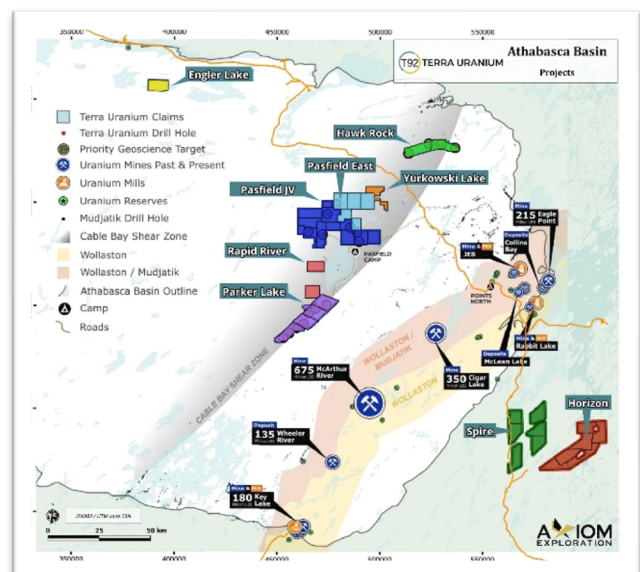 350000 400000 450000 500000 550000
T92 TERRA URANIUM
Athabasca Basin
Projects
Engler Lake
Terra Uranium Claims
Terra Uranium Drill Hole
Priority Geoscience Target
Uranium Mines Past & Present
Uranium Mills
Uranium Reserves
Mudjatik Drill Hole
Cable Bay Shear Zone
Wollaston
Wollaston / Mudjatik
Athabasca Basin Outline
Camp
Roads
Hawk Rock
Pasfield East
Yurkowski Lake
Pasfield JV
PASFIELD
CAMP
Rapid River
Parker Lake
Mine
215 Eagle
Point
Deposits
Collins
Bay
Mine & Mill
JEB
POINTS
NORTH
Mine & Mill
Rabbit Lake
Deposits
McLean Lake
WOLLASTON /
MUDJATIK
WOLLASTON
CABLE BAY SHEAR ZONE
Mine
675 McArthur
River
Mine
350 Cigar
Lake
Deposit
135 Wheeler
River
Mine & Mill
180 Key
Lake
Spire
Horizon
0 25 50 km
AXIOM
EXPLORATION
350000 400000 450000 500000 550000